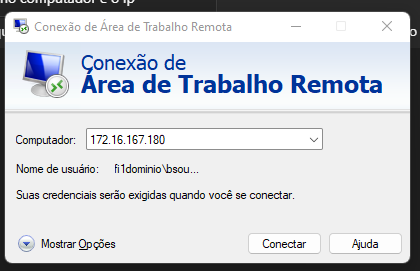 no computador e o ip
Conexão de Área de Trabalho Remota
Conexão de
Área de Trabalho Remota
Computador: 172.16.167.180
Nome de usuário: fi1dominio\bsou...
Suas credenciais serão exigidas quando você se conectar.
Mostrar Opções Conectar Ajuda